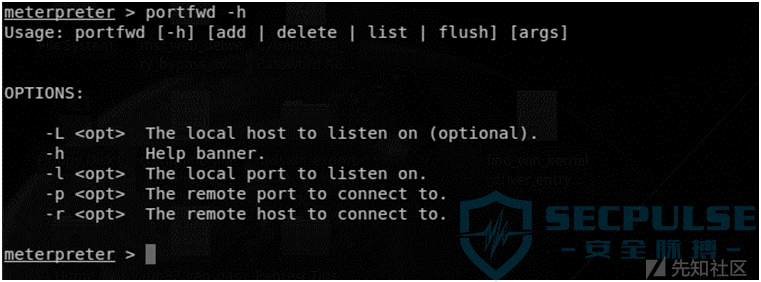 meterpreter > portfwd -h
Usage: portfwd [-h] [add | delete | list | flush] [args]
OPTIONS:
-L <opt>  The local host to listen on (optional).
-h        Help banner.
-l <opt>  The local port to listen on.
-p <opt>  The remote port to connect to.
-r <opt>  The remote host to connect to.
meterpreter >
SECPULSE
安全脉搏
先知社区